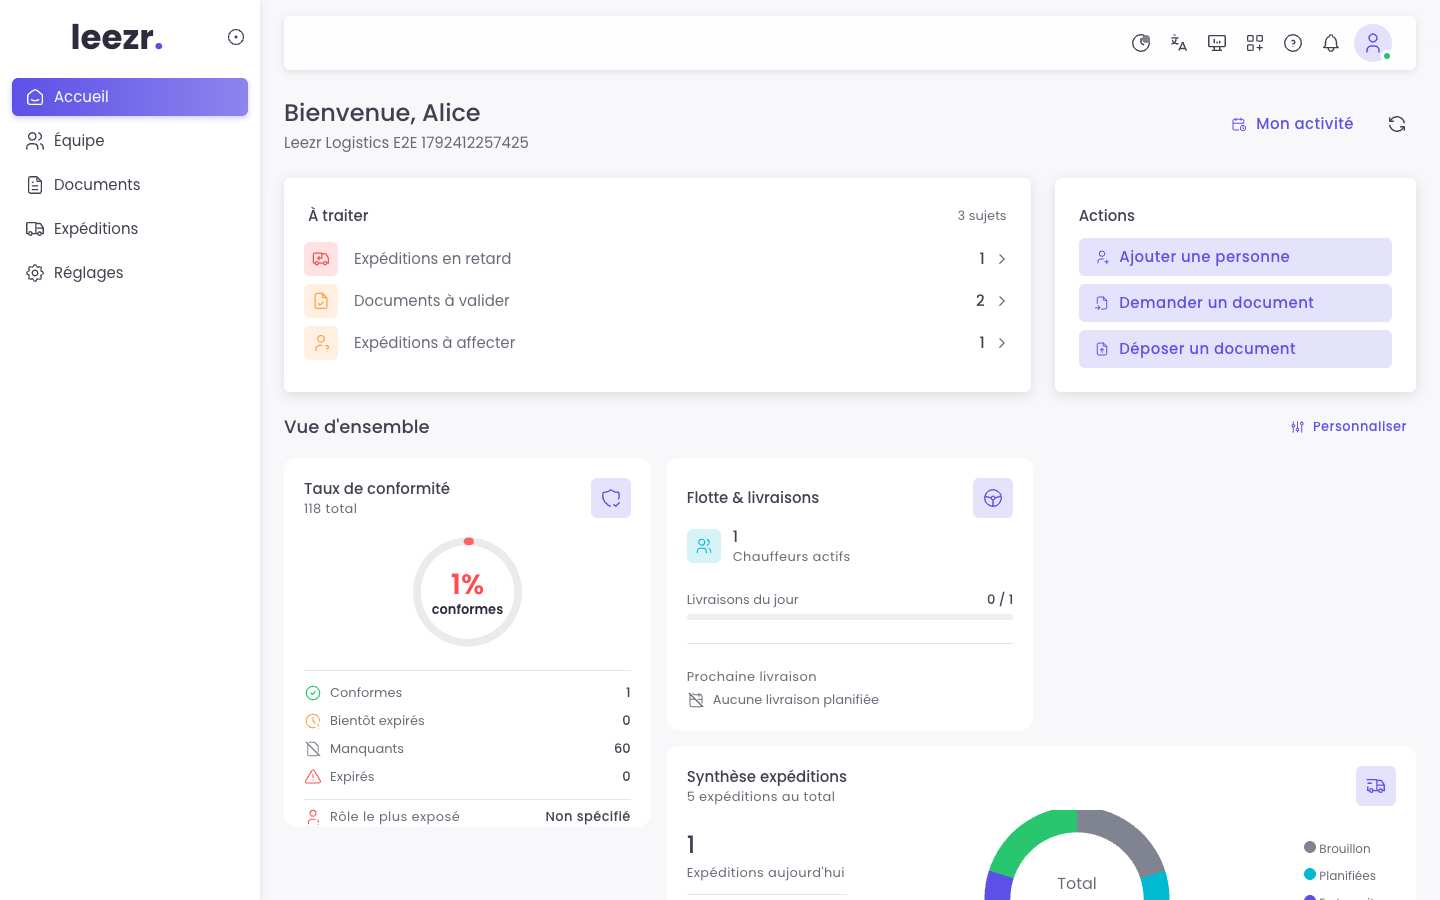 leezr.
Accueil
Équipe
Documents
Expéditions
Réglages
Bienvenue, Alice
Leezr Logistics E2E 1792412257425
Mon activité
À traiter
3 sujets
Expéditions en retard
1
Documents à valider
2
Expéditions à affecter
1
Actions
Ajouter une personne
Demander un document
Déposer un document
Vue d'ensemble
Personnaliser
Taux de conformité
118 total
1%
conformes
Conformes
1
Bientôt expirés
0
Manquants
60
Expirés
0
Rôle le plus exposé
Non spécifié
Flotte & livraisons
1
Chauffeurs actifs
Livraisons du jour
0 / 1
Prochaine livraison
Aucune livraison planifiée
Synthèse expéditions
5 expéditions au total
1
Expéditions aujourd'hui
Total
Brouillon
Planifiées